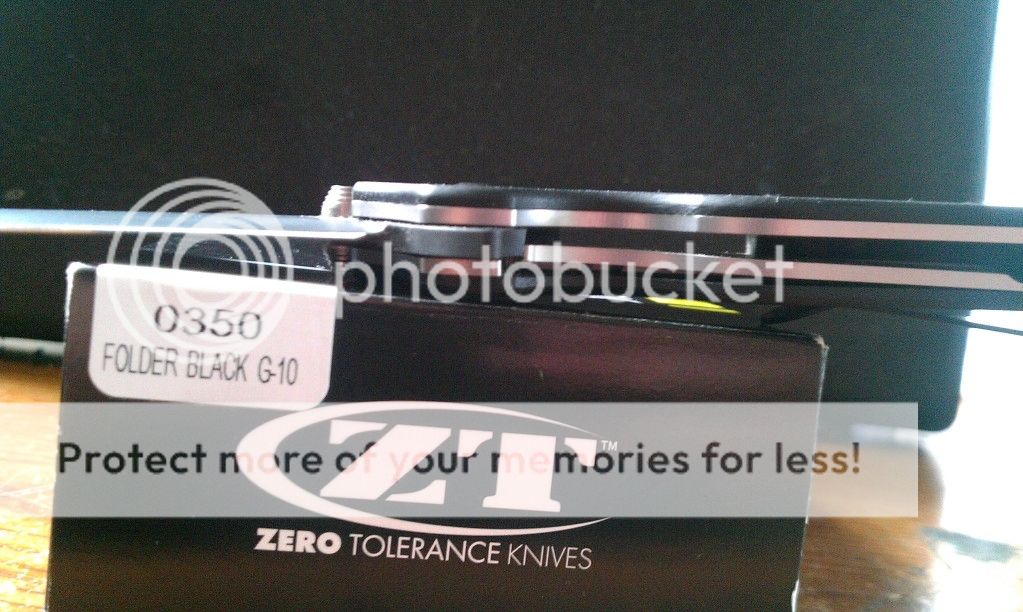 photobucket
0350
FOLDER BLACK G-10
Protect more of your memories for less!
ZT™
ZERO TOLERANCE KNIVES